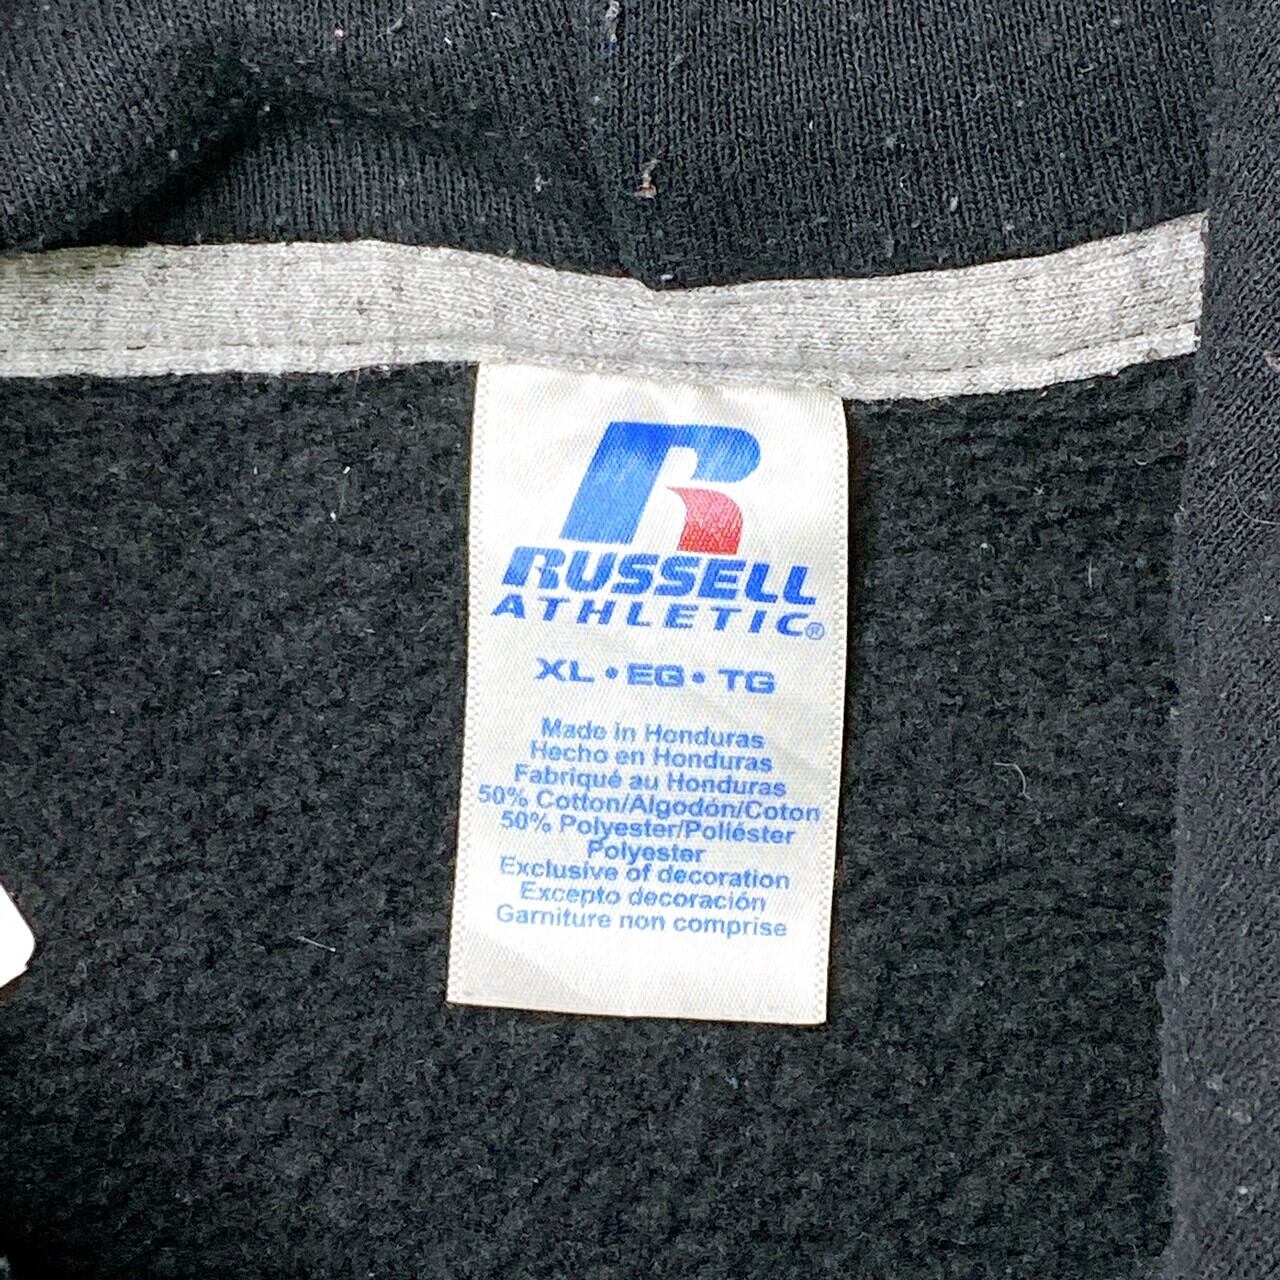 R
RUSSELL
ATHLETIC®
XL • EG • TG
Made in Honduras
Hecho en Honduras
Fabriqué au Honduras
50% Cotton/Algodón/Coton
50% Polyester/Poliéster
Polyester
Exclusive of decoration
Excepto decoración
Garniture non comprise